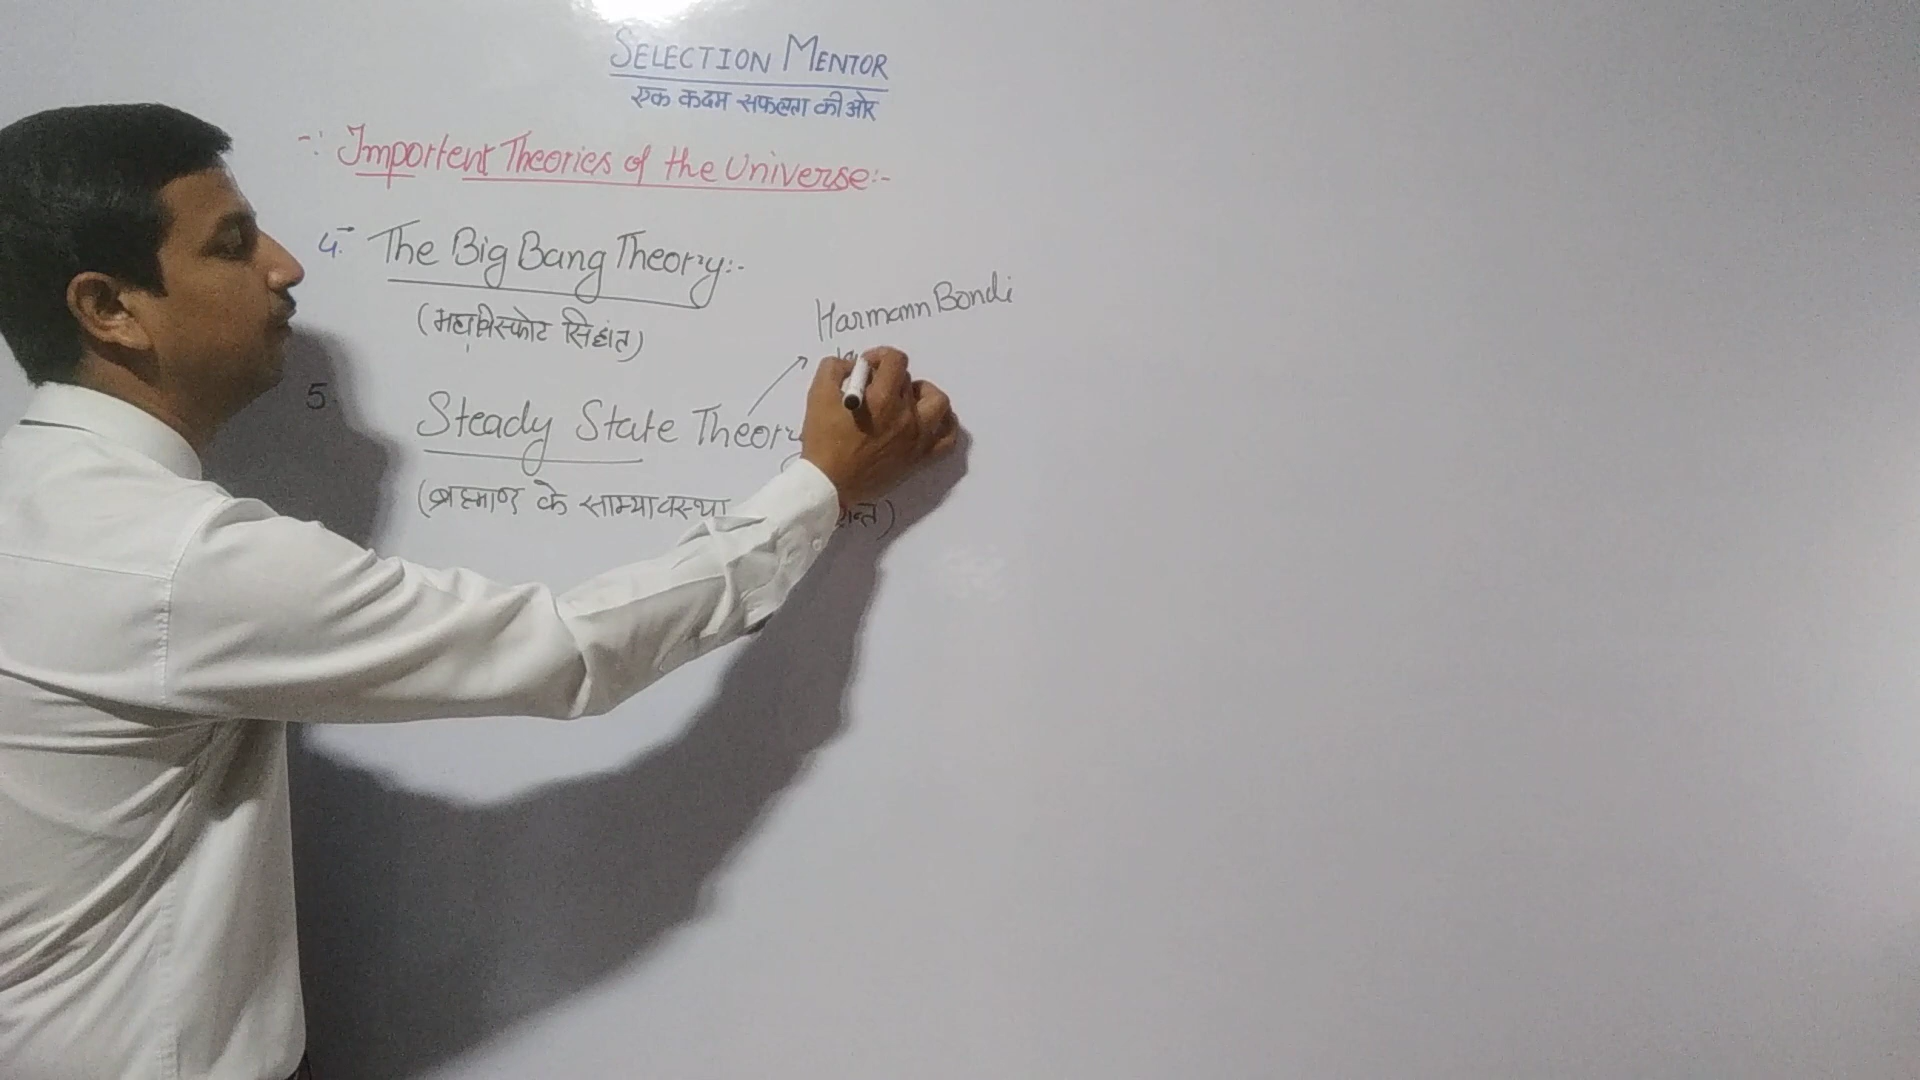 SELECTION MENTOR
एक कदम सफलता की ओर
-: Importent Theories of the Universe:-
4. The Big Bang Theory:-
(महाविस्फोट सिद्दांत)
Harmann Bondi
5. Steady State Theory
(ब्रह्माण्ड के साम्यावस्था